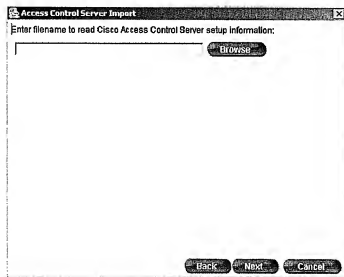 Access Control Server Import
Enter filename to read Cisco Access Control Server setup information:
Browse
Back Next Cancel